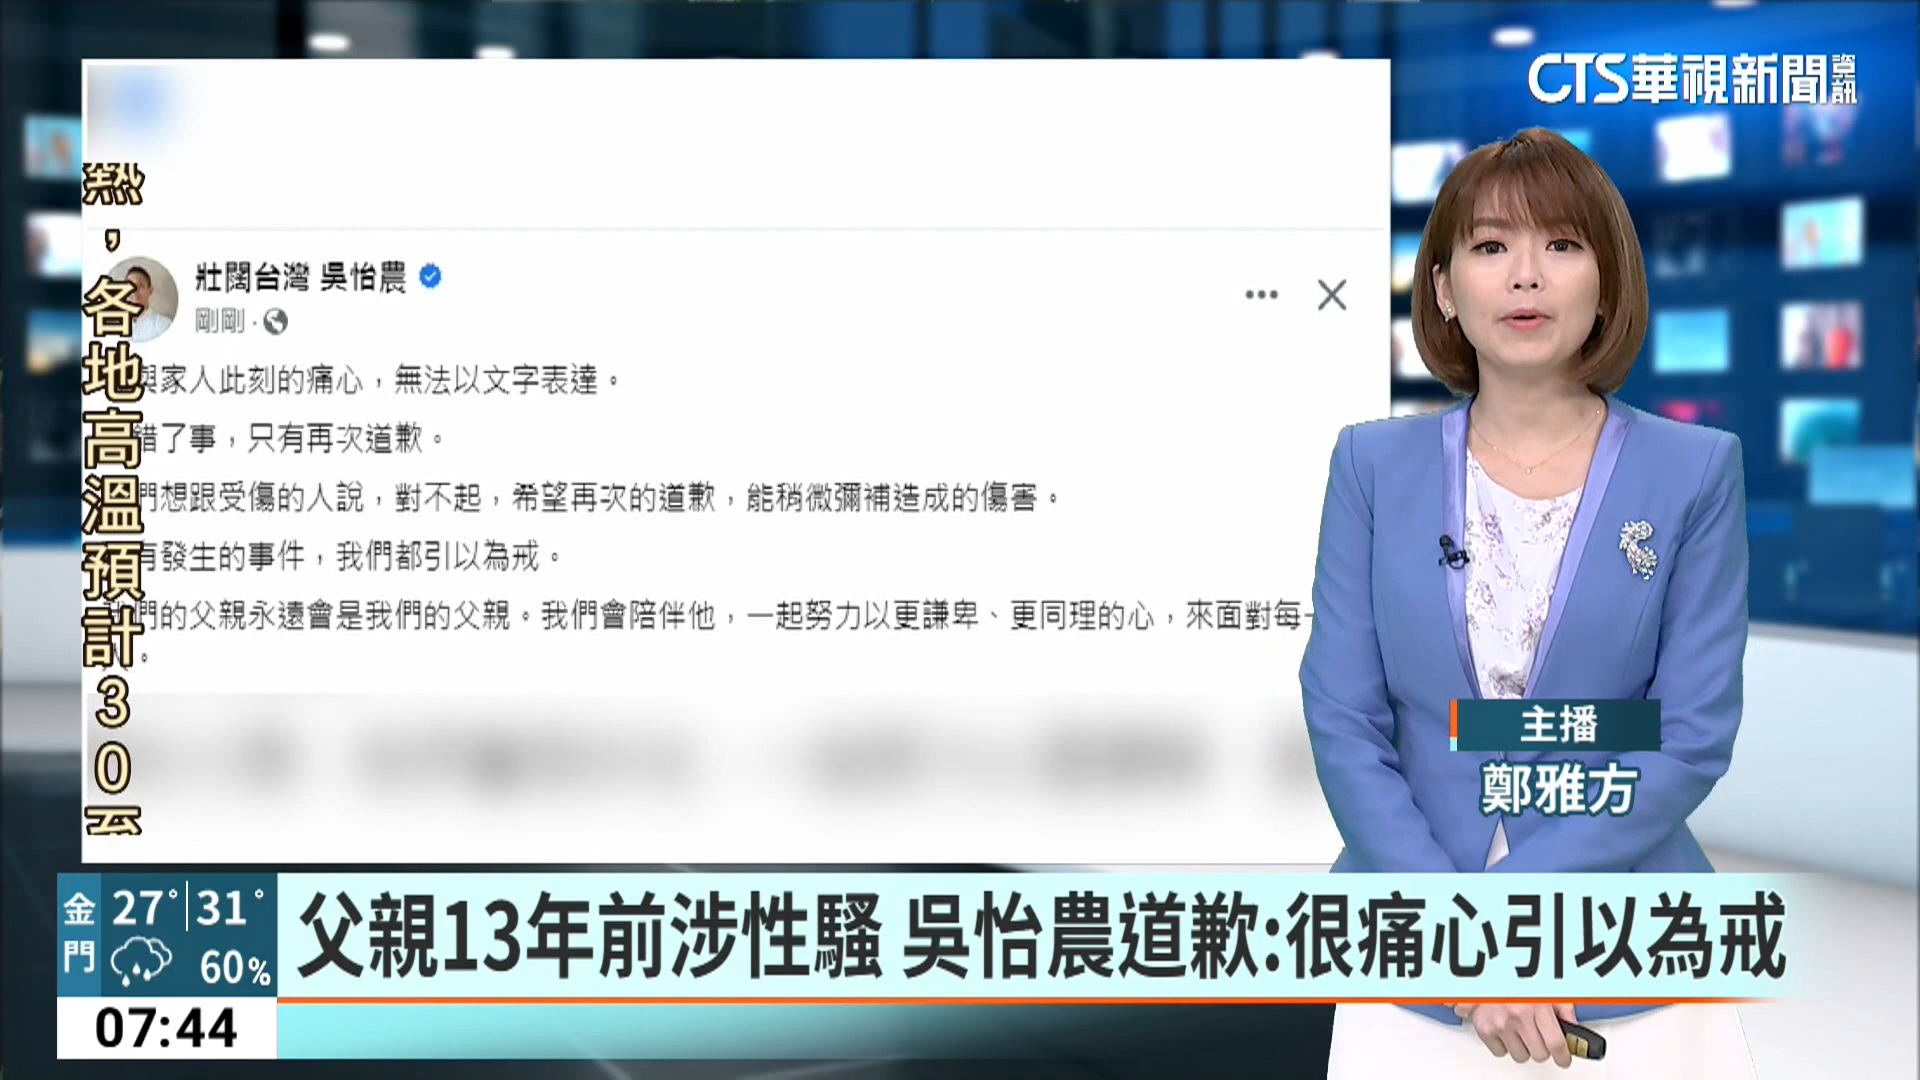 CTS華視新聞資訊
熱，各地高溫預計30至
壯闊台灣 吳怡農
剛剛
與家人此刻的痛心，無法以文字表達。
錯了事，只有再次道歉。
們想跟受傷的人說，對不起，希望再次的道歉，能稍微彌補造成的傷害。
有發生的事件，我們都引以為戒。
我們的父親永遠會是我們的父親。我們會陪伴他，一起努力以更謙卑、更同理的心，來面對每一
人。
主播
鄭雅方
金門
27° 31°
60%
父親13年前涉性騷 吳怡農道歉:很痛心引以為戒
07:44